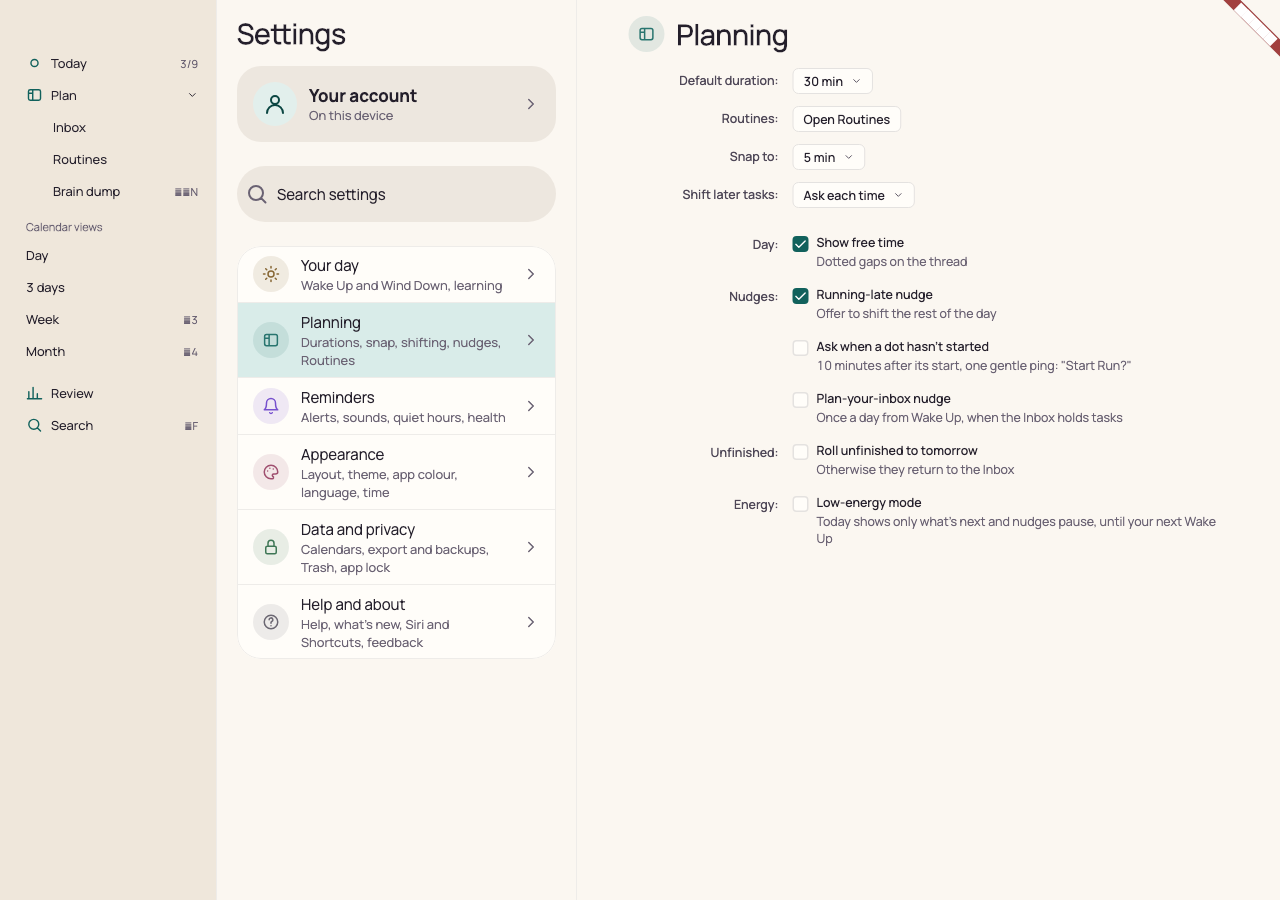 Today 3/9
Plan
Inbox
Routines
Brain dump N
Calendar views
Day
3 days
Week 3
Month 4
Review
Search F
Settings
Your account
On this device
Search settings
Your day
Wake Up and Wind Down, learning
Planning
Durations, snap, shifting, nudges,
Routines
Reminders
Alerts, sounds, quiet hours, health
Appearance
Layout, theme, app colour,
language, time
Data and privacy
Calendars, export and backups,
Trash, app lock
Help and about
Help, what's new, Siri and
Shortcuts, feedback
Planning
Default duration: 30 min
Routines: Open Routines
Snap to: 5 min
Shift later tasks: Ask each time
Day: Show free time
Dotted gaps on the thread
Nudges: Running-late nudge
Offer to shift the rest of the day
Ask when a dot hasn't started
10 minutes after its start, one gentle ping: "Start Run?"
Plan-your-inbox nudge
Once a day from Wake Up, when the Inbox holds tasks
Unfinished: Roll unfinished to tomorrow
Otherwise they return to the Inbox
Energy: Low-energy mode
Today shows only what's next and nudges pause, until your next Wake
Up